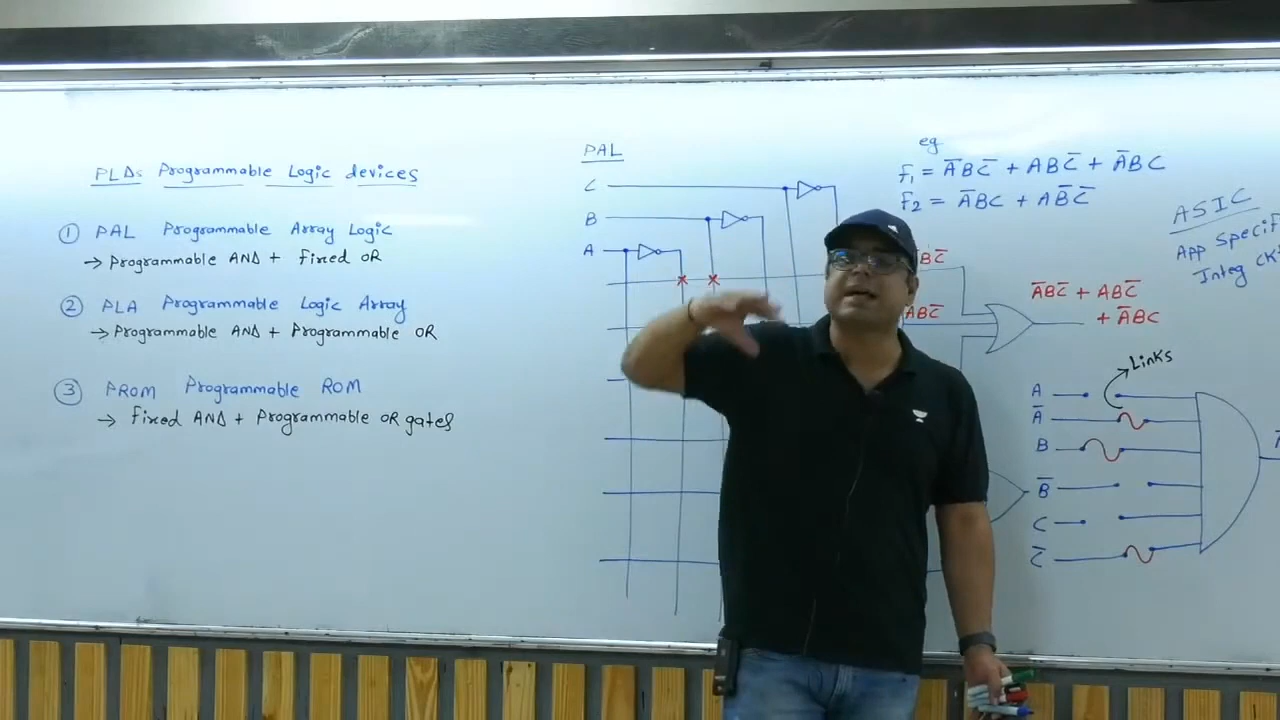 PLDs Programmable Logic devices
① PAL Programmable Array Logic
→ Programmable AND + fixed OR
② PLA Programmable Logic Array
→ Programmable AND + Programmable OR
③ PROM Programmable ROM
→ fixed AND + Programmable OR gates
PAL
C
B
A
eg
f₁ = A̅BC̅ + ABC̅ + A̅BC
f₂ = A̅BC + AB̅C̅
ASIC
App Specif
Integ CK
BC̅
ABC̅
A̅BC̅ + ABC̅
+ A̅BC
Links
A
A̅
B
B̅
C
C̅